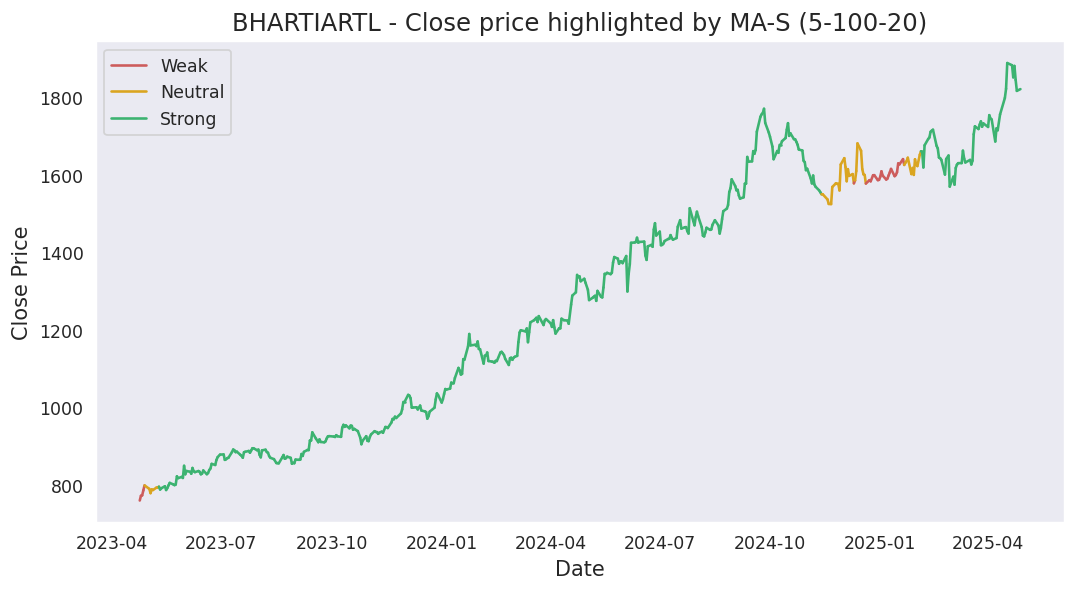 BHARTIARTL - Close price highlighted by MA-S (5-100-20)
Weak
Neutral
Strong
Close Price
1800
1600
1400
1200
1000
800
2023-04 2023-07 2023-10 2024-01 2024-04 2024-07 2024-10 2025-01 2025-04
Date